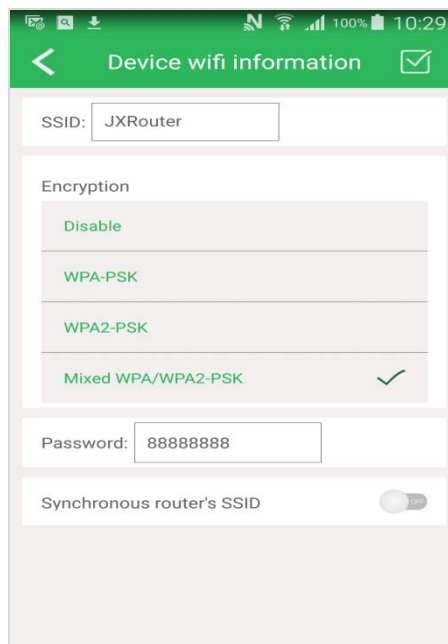 100% 10:29
Device wifi information
SSID: JXRouter
Encryption
Disable
WPA-PSK
WPA2-PSK
Mixed WPA/WPA2-PSK
Password: 88888888
Synchronous router's SSID OFF